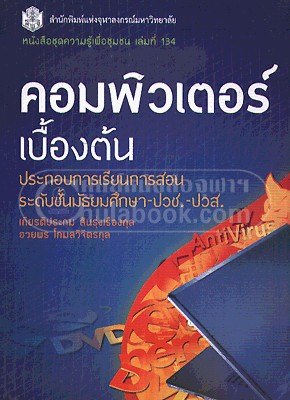 สำนักพิมพ์แห่งจุฬาลงกรณ์มหาวิทยาลัย
หนังสือชุดความรู้เพื่อชุมชน เล่มที่ 134
คอมพิวเตอร์
เบื้องต้น
ประกอบการเรียนการสอน
ระดับชั้นมัธยมศึกษา-ปวช.-ปวส.
เกียรติประถม สินรุ่งเรืองกุล
อวยพร โกมลวิจิตรกุล
AntiVirus
DVD